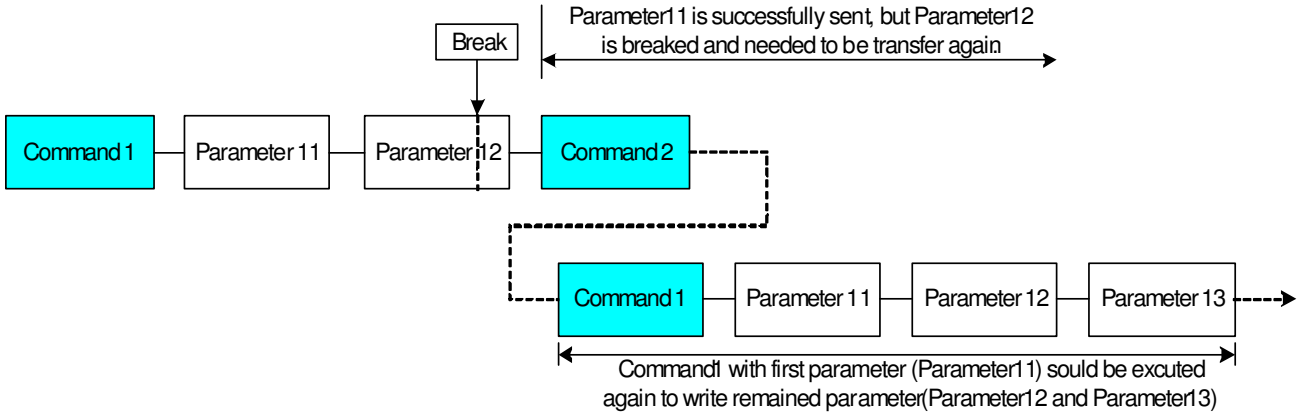 Parameter11 is successfully sent, but Parameter12
is breaked and needed to be transfer again.
Break
Command 1
Parameter 11
Parameter 12
Command 2
Command 1
Parameter 11
Parameter 12
Parameter 13
Command1 with first parameter (Parameter11) sould be excuted
again to write remained parameter(Parameter12 and Parameter13)